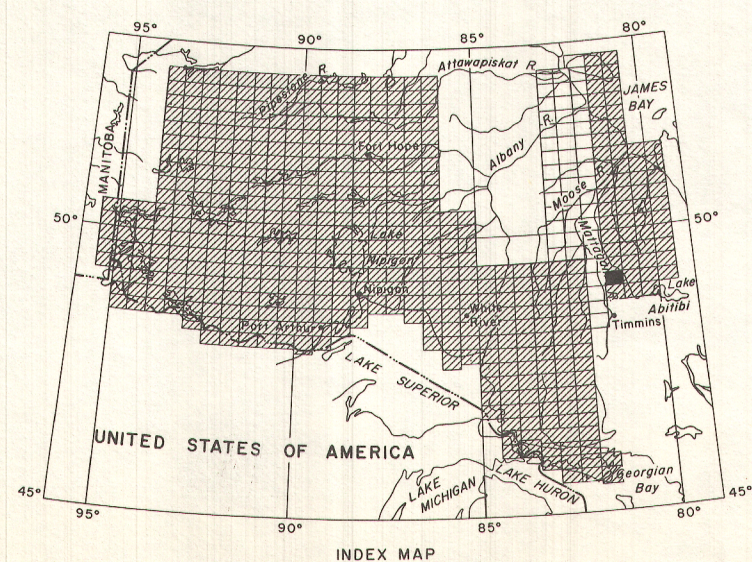 95°
90°
85°
80°
Attawapiskat R.
JAMES
BAY
Pipestone
R.
MANITOBA
Fort Hope
Albany
R.
Moose
R.
50°
50°
Lake
Nipigon
Mattagami
Nipigon
Lake
Abitibi
White
River
Timmins
Port Arthur
LAKE SUPERIOR
UNITED STATES OF AMERICA
LAKE
MICHIGAN
LAKE HURON
Georgian
Bay
45°
45°
95°
90°
85°
80°
INDEX MAP